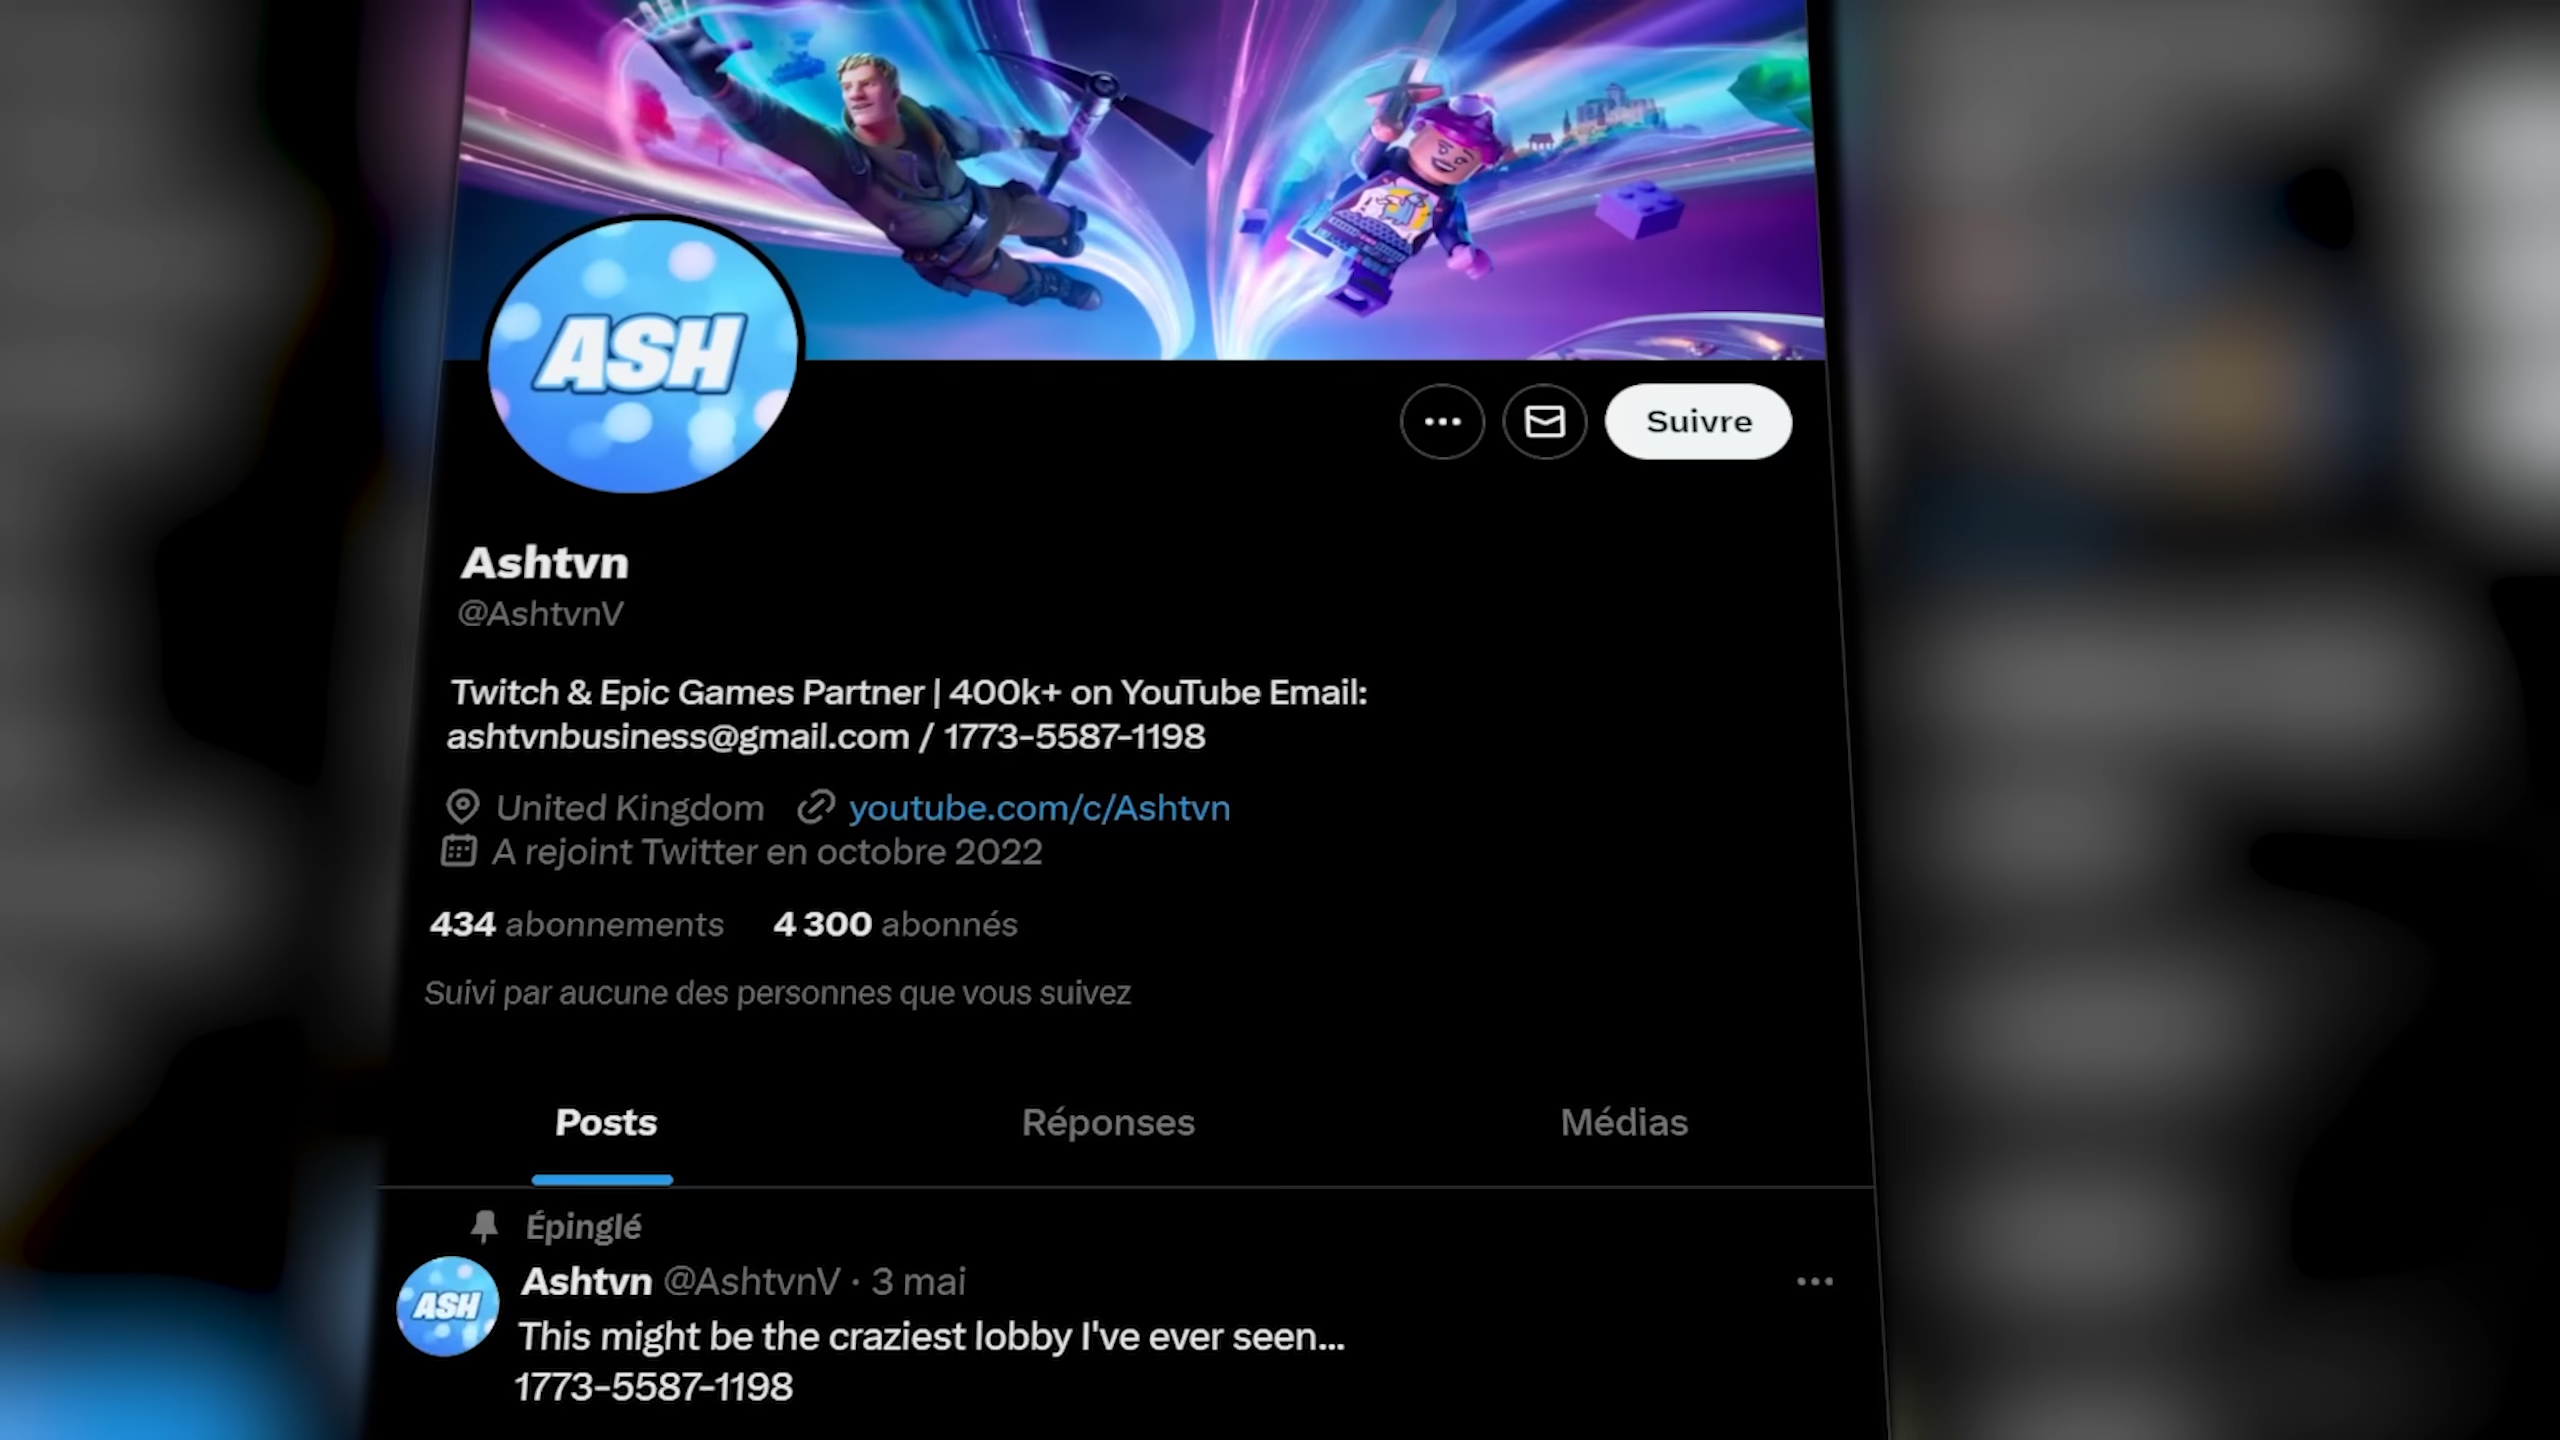 ASH
Suivre
Ashtvn
@AshtvnV
Twitch & Epic Games Partner | 400k+ on YouTube Email:
ashtvnbusiness@gmail.com / 1773-5587-1198
United Kingdom youtube.com/c/Ashtvn
A rejoint Twitter en octobre 2022
434 abonnements 4 300 abonnés
Suivi par aucune des personnes que vous suivez
Posts Réponses Médias
Épinglé
ASH
Ashtvn @AshtvnV · 3 mai
This might be the craziest lobby I've ever seen...
1773-5587-1198